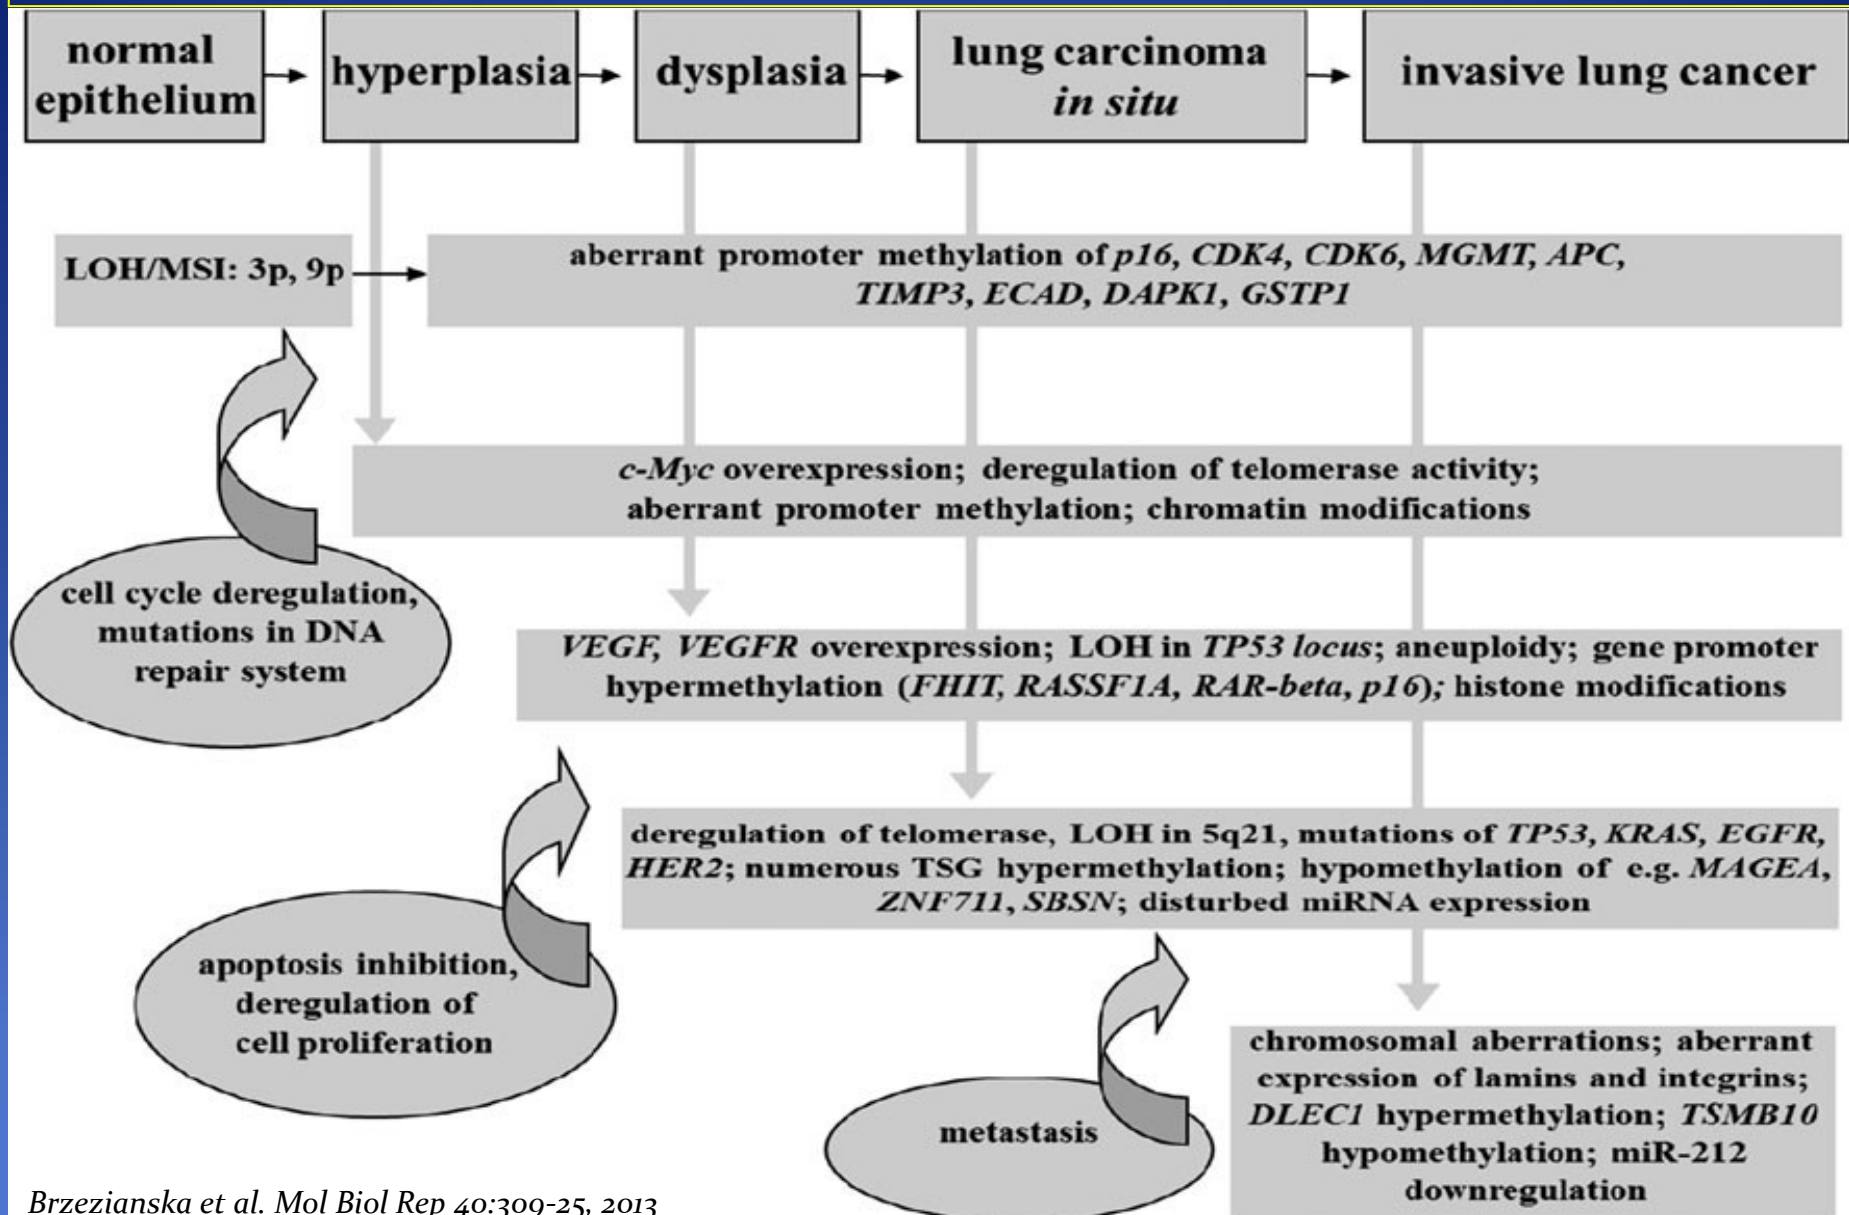 normal
epithelium
hyperplasia
dysplasia
lung carcinoma
in situ
invasive lung cancer
LOH/MSI: 3p, 9p
aberrant promoter methylation of p16, CDK4, CDK6, MGMT, APC,
TIMP3, ECAD, DAPK1, GSTP1
c-Myc overexpression; deregulation of telomerase activity;
aberrant promoter methylation; chromatin modifications
cell cycle deregulation,
mutations in DNA
repair system
VEGF, VEGFR overexpression; LOH in TP53 locus; aneuploidy; gene promoter
hypermethylation (FHIT, RASSF1A, RAR-beta, p16); histone modifications
deregulation of telomerase, LOH in 5q21, mutations of TP53, KRAS, EGFR,
HER2; numerous TSG hypermethylation; hypomethylation of e.g. MAGEA,
ZNF711, SBSN; disturbed miRNA expression
apoptosis inhibition,
deregulation of
cell proliferation
metastasis
chromosomal aberrations; aberrant
expression of lamins and integrins;
DLEC1 hypermethylation; TSMB10
hypomethylation; miR-212
downregulation
Brzezianska et al. Mol Biol Rep 40:309-25, 2013